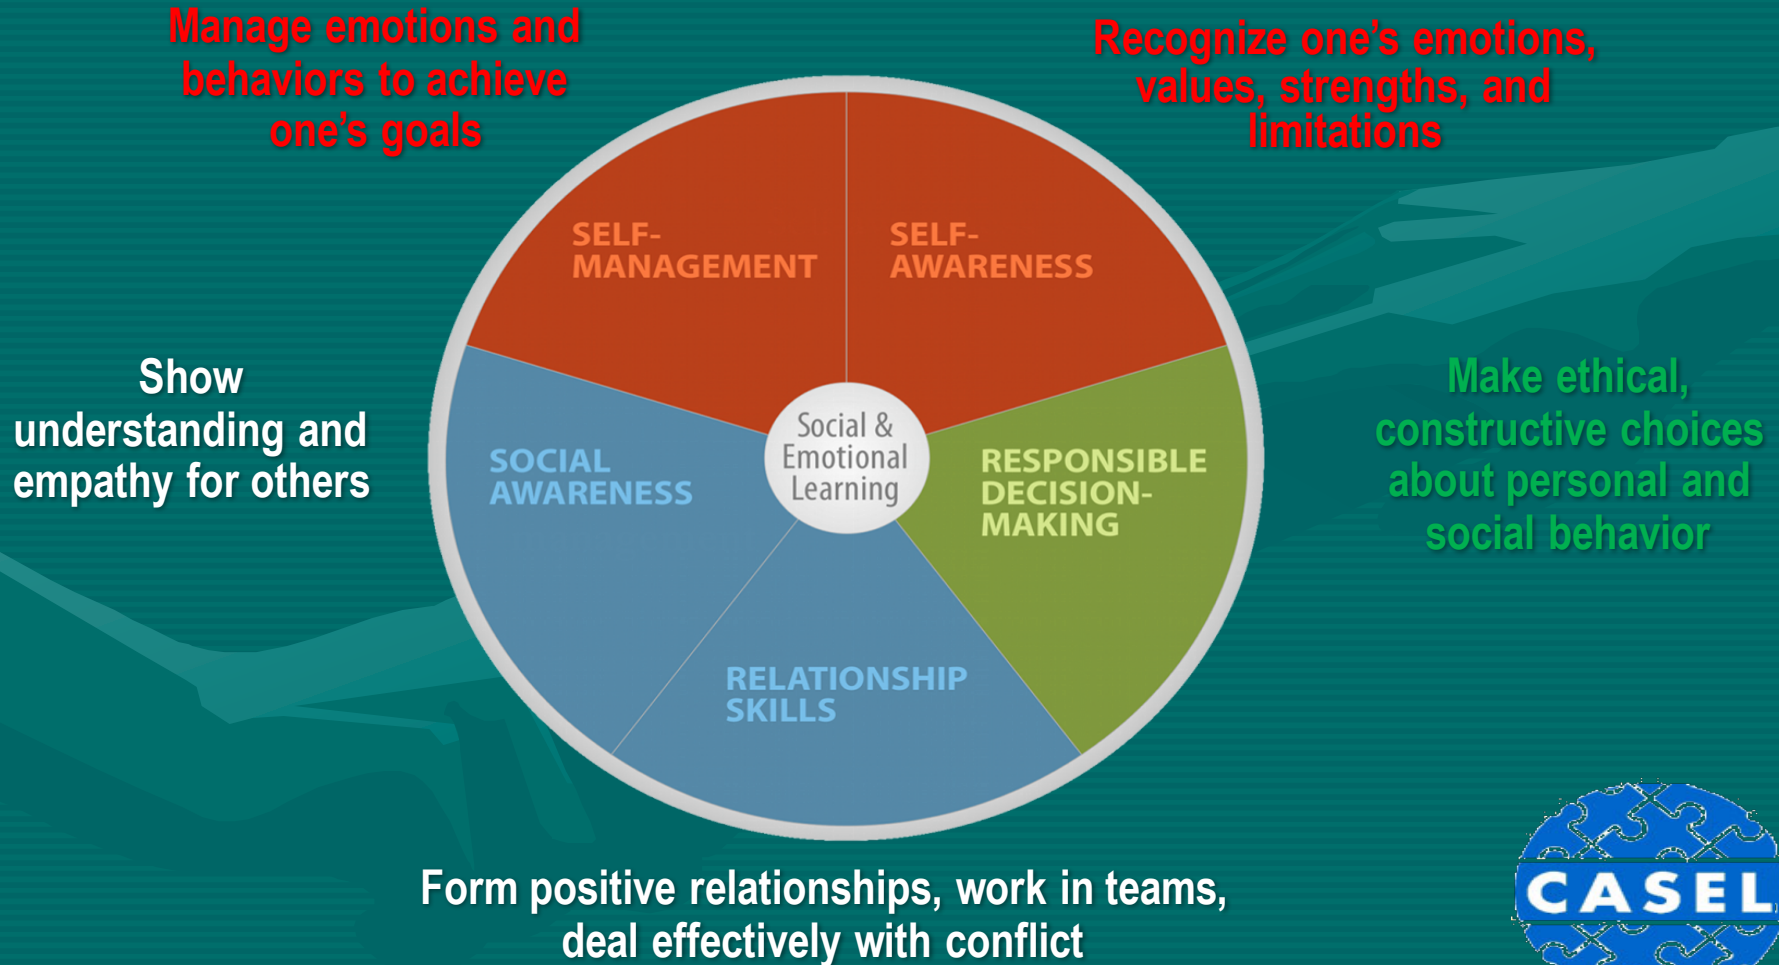 Manage emotions and
behaviors to achieve
one’s goals
Recognize one’s emotions,
values, strengths, and
limitations
SELF-
MANAGEMENT
SELF-
AWARENESS
Show
understanding and
empathy for others
SOCIAL
AWARENESS
Social &
Emotional
Learning
RESPONSIBLE
DECISION-
MAKING
Make ethical,
constructive choices
about personal and
social behavior
RELATIONSHIP
SKILLS
Form positive relationships, work in teams,
deal effectively with conflict
CASEL